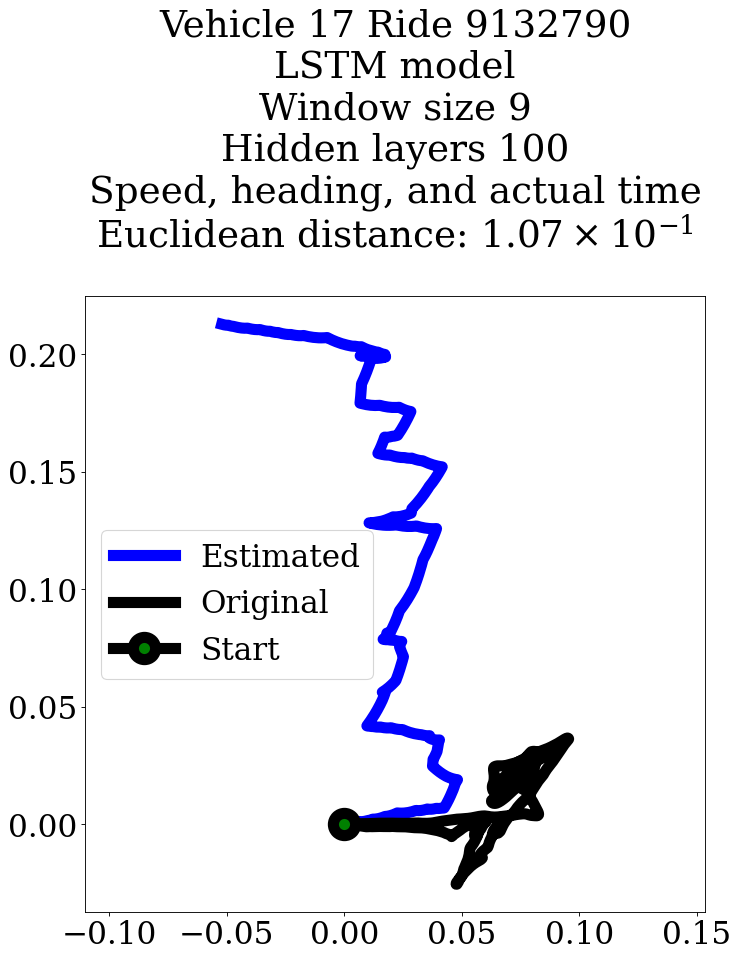 Vehicle 17 Ride 9132790
LSTM model
Window size 9
Hidden layers 100
Speed, heading, and actual time
Euclidean distance: 1.07 × 10⁻¹
0.20
0.15
0.10
0.05
0.00
Estimated
Original
Start
−0.10 −0.05 0.00 0.05 0.10 0.15